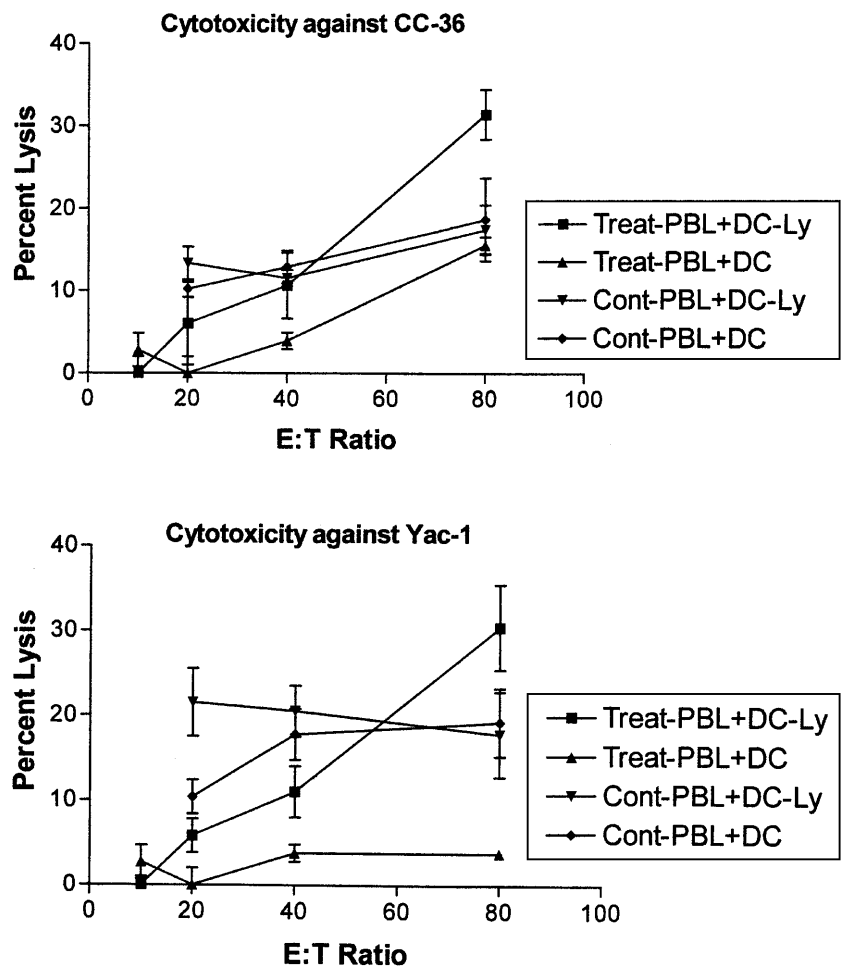 Cytotoxicity against CC-36
Percent Lysis
40
30
20
10
0
0 20 40 60 80 100
E:T Ratio
Treat-PBL+DC-Ly
Treat-PBL+DC
Cont-PBL+DC-Ly
Cont-PBL+DC
Cytotoxicity against Yac-1
Percent Lysis
40
30
20
10
0
0 20 40 60 80 100
E:T Ratio
Treat-PBL+DC-Ly
Treat-PBL+DC
Cont-PBL+DC-Ly
Cont-PBL+DC